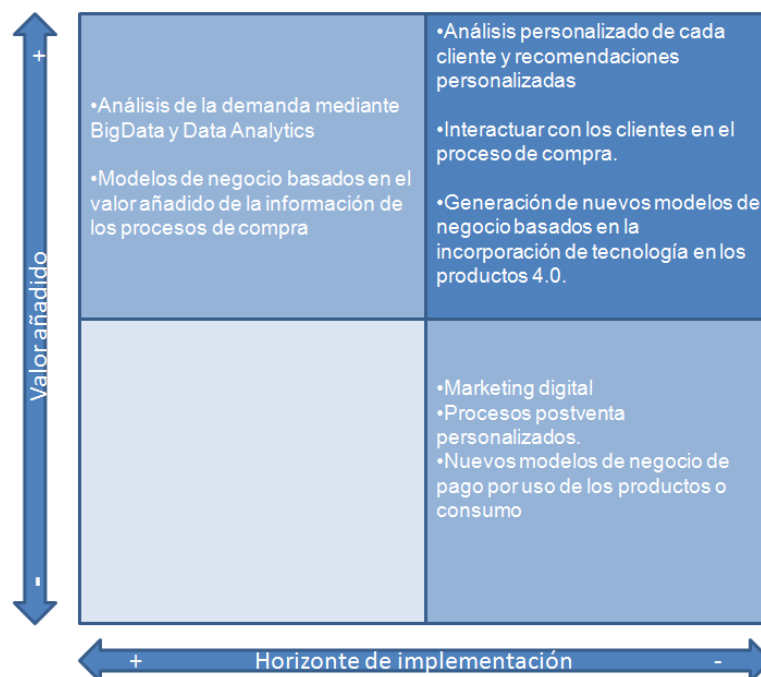 +
Valor añadido
-
•Análisis de la demanda mediante
BigData y Data Analytics
•Modelos de negocio basados en el
valor añadido de la información de
los procesos de compra
•Análisis personalizado de cada
cliente y recomendaciones
personalizadas
•Interactuar con los clientes en el
proceso de compra.
•Generación de nuevos modelos de
negocio basados en la
incorporación de tecnología en los
productos 4.0.
•Marketing digital
•Procesos postventa
personalizados.
•Nuevos modelos de negocio de
pago por uso de los productos o
consumo
+ Horizonte de implementación -